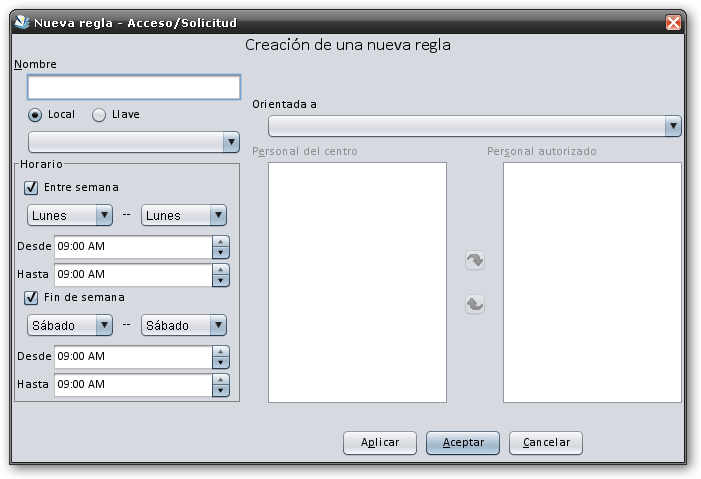 Nueva regla - Acceso/Solicitud
Creación de una nueva regla
Nombre
Local Llave
Orientada a
Personal del centro Personal autorizado
Horario
Entre semana
Lunes -- Lunes
Desde 09:00 AM
Hasta 09:00 AM
Fin de semana
Sábado -- Sábado
Desde 09:00 AM
Hasta 09:00 AM
Aplicar Aceptar Cancelar